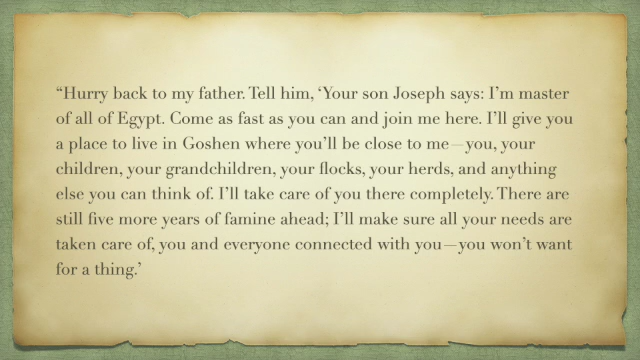 “Hurry back to my father. Tell him, ‘Your son Joseph says: I’m master
of all of Egypt. Come as fast as you can and join me here. I’ll give you
a place to live in Goshen where you’ll be close to me—you, your
children, your grandchildren, your flocks, your herds, and anything
else you can think of. I’ll take care of you there completely. There are
still five more years of famine ahead; I’ll make sure all your needs are
taken care of, you and everyone connected with you—you won’t want
for a thing.’